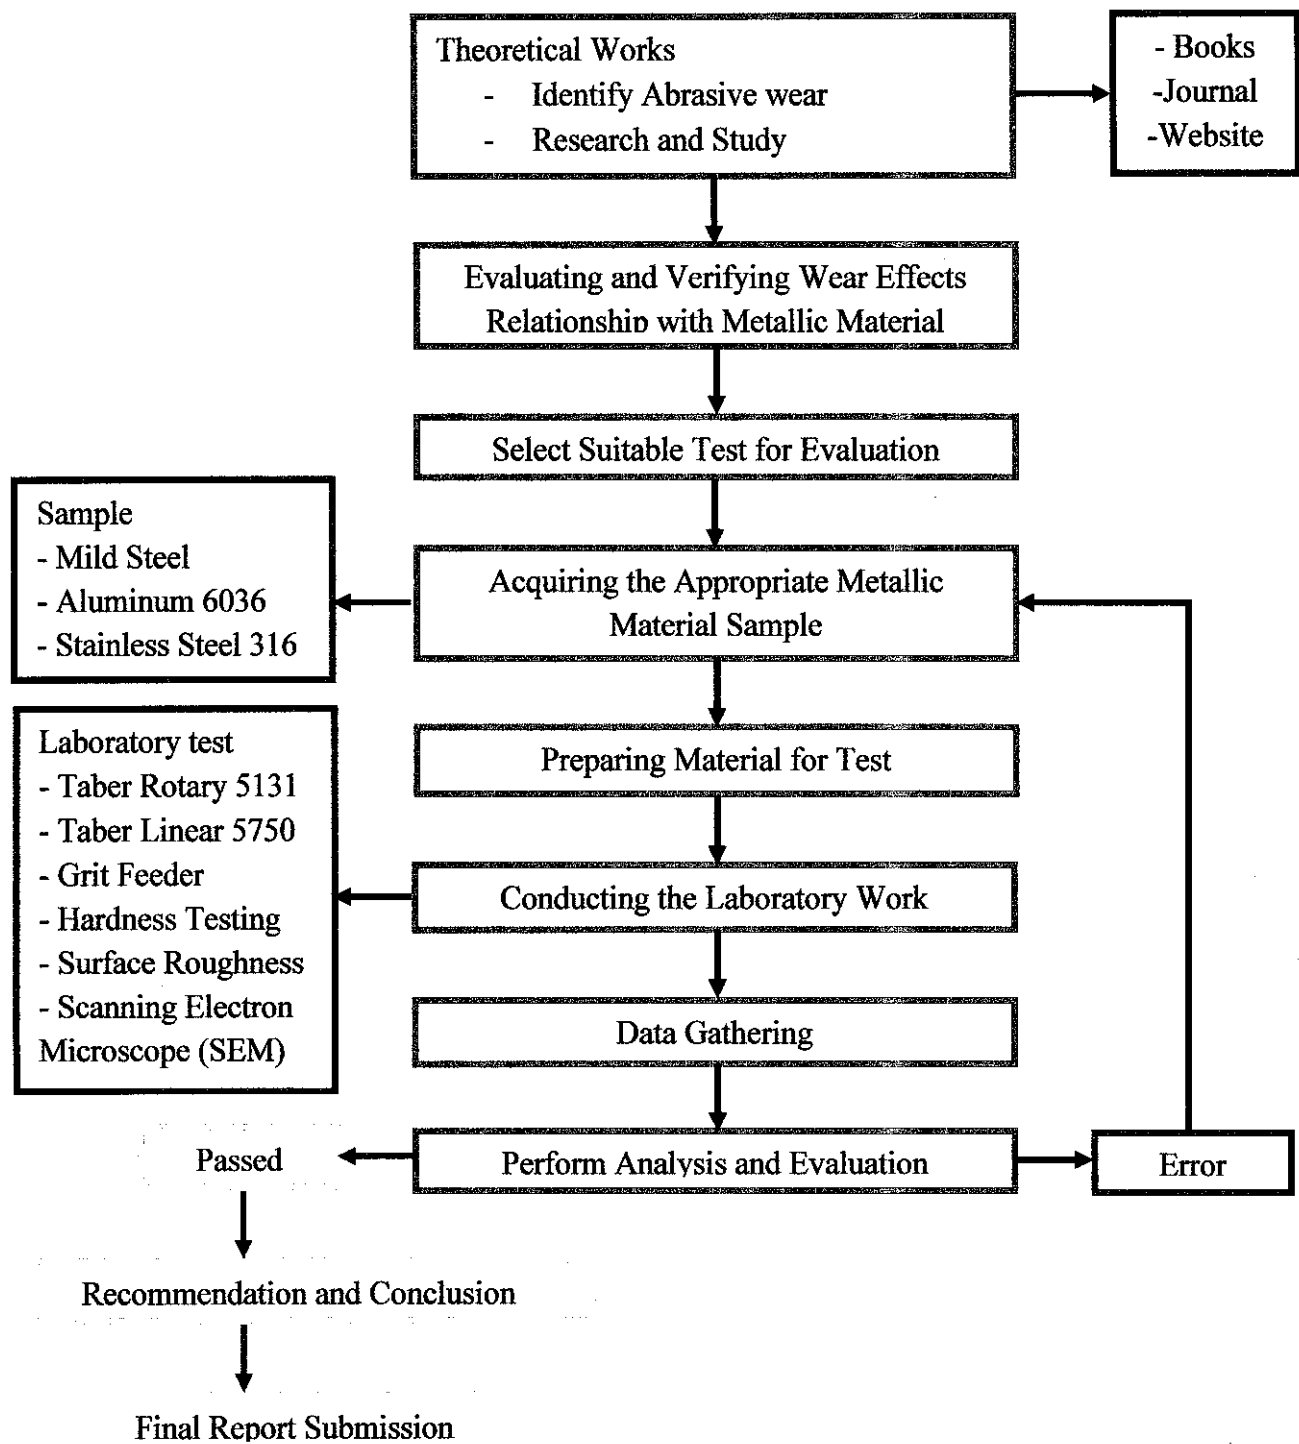 Theoretical Works
- Identify Abrasive wear
- Research and Study
- Books
-Journal
-Website
Evaluating and Verifying Wear Effects
Relationship with Metallic Material
Select Suitable Test for Evaluation
Sample
- Mild Steel
- Aluminum 6036
- Stainless Steel 316
Acquiring the Appropriate Metallic
Material Sample
Preparing Material for Test
Laboratory test
- Taber Rotary 5131
- Taber Linear 5750
- Grit Feeder
- Hardness Testing
- Surface Roughness
- Scanning Electron
Microscope (SEM)
Conducting the Laboratory Work
Data Gathering
Perform Analysis and Evaluation
Passed
Error
Recommendation and Conclusion
Final Report Submission